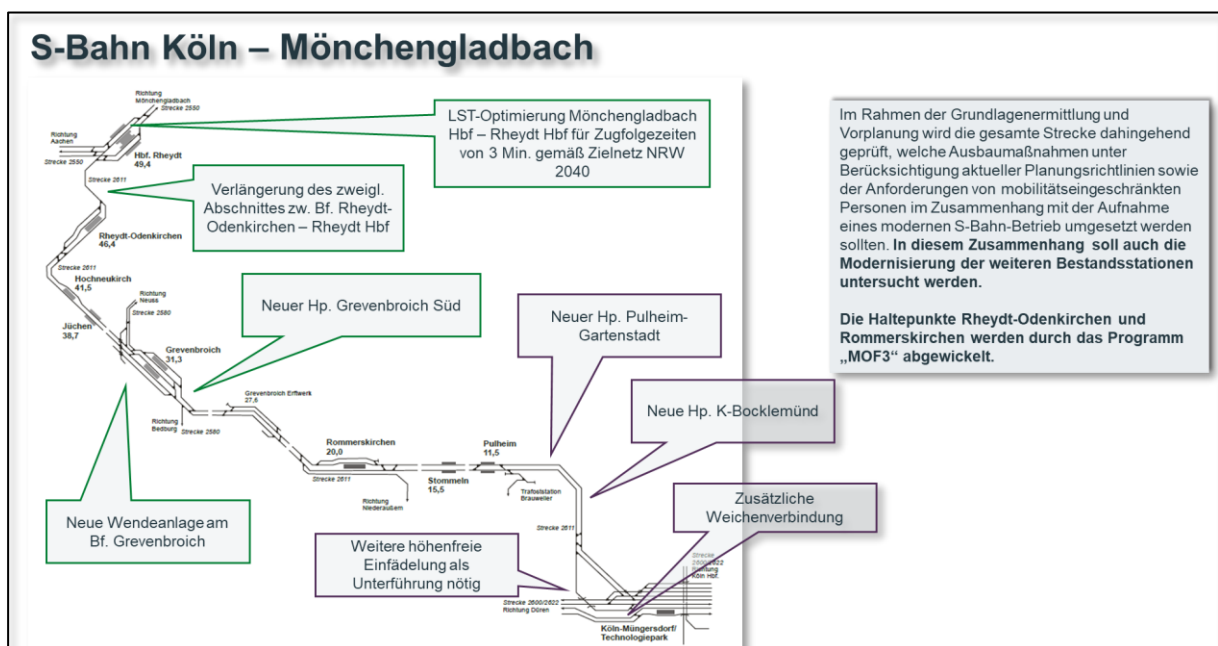 S-Bahn Köln – Mönchengladbach
Richtung
Mönchengladbach
Strecke 2550
Richtung
Aachen
Strecke 2550
Hbf. Rheydt
49,4
Strecke 2611
LST-Optimierung Mönchengladbach
Hbf – Rheydt Hbf für Zugfolgezeiten
von 3 Min. gemäß Zielnetz NRW
2040
Verlängerung des zweigl.
Abschnittes zw. Bf. Rheydt-
Odenkirchen – Rheydt Hbf
Rheydt-Odenkirchen
46,4
Strecke 2611
Hochneukirch
41,5
Richtung
Neuss
Strecke 2580
Jüchen
38,7
Grevenbroich
31,3
Neuer Hp. Grevenbroich Süd
Richtung
Bedburg
Strecke 2580
Grevenbroich Erftwerk
27,6
Neue Wendeanlage am
Bf. Grevenbroich
Rommerskirchen
20,0
Strecke 2611
Richtung
Niederaußem
Stommeln
15,5
Pulheim
11,5
Trafostation
Brauweiler
Neuer Hp. Pulheim-
Gartenstadt
Neue Hp. K-Bocklemünd
Strecke 2611
Zusätzliche
Weichenverbindung
Weitere höhenfreie
Einfädelung als
Unterführung nötig
Strecke
2600/2622
Richtung
Köln Hbf.
Strecke 2600/2622
Richtung Düren
Köln-Müngersdorf/
Technologiepark
Im Rahmen der Grundlagenermittlung und
Vorplanung wird die gesamte Strecke dahingehend
geprüft, welche Ausbaumaßnahmen unter
Berücksichtigung aktueller Planungsrichtlinien sowie
der Anforderungen von mobilitätseingeschränkten
Personen im Zusammenhang mit der Aufnahme
eines modernen S-Bahn-Betrieb umgesetzt werden
sollten. In diesem Zusammenhang soll auch die
Modernisierung der weiteren Bestandsstationen
untersucht werden.
Die Haltepunkte Rheydt-Odenkirchen und
Rommerskirchen werden durch das Programm
„MOF3“ abgewickelt.